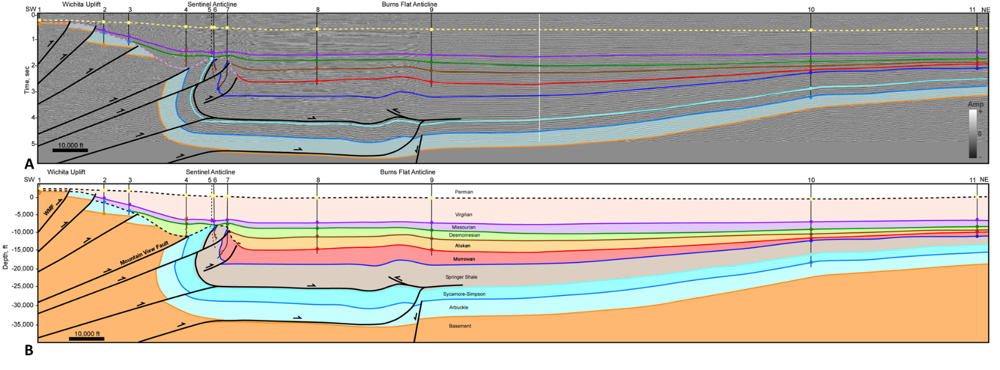 Wichita Uplift Sentinel Anticline Burns Flat Anticline
SW 1 2 3 4 5 6 7 8 9 10 11 NE
0
1
2
3
4
5
Time, sec
10,000 ft
Amp
+
0
-
A
Wichita Uplift Sentinel Anticline Burns Flat Anticline
SW 1 2 3 4 5 6 7 8 9 10 11 NE
0
-5,000
-10,000
-15,000
-20,000
-25,000
-30,000
-35,000
Depth, ft
WMF
Mountain View Fault
Permian
Virgilian
Missourian
Desmoinesian
Atokan
Morrowan
Springer Shale
Sycamore-Simpson
Arbuckle
Basement
10,000 ft
B